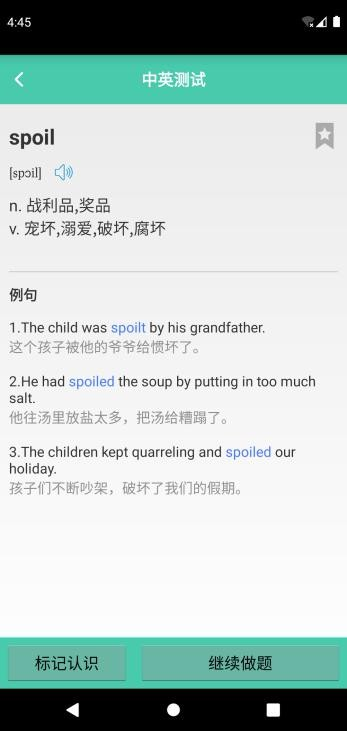 4:45
中英测试
spoil
[spɔil]
n. 战利品,奖品
v. 宠坏,溺爱,破坏,腐坏
例句
1.The child was spoilt by his grandfather.
这个孩子被他的爷爷给惯坏了。
2.He had spoiled the soup by putting in too much
salt.
他往汤里放盐太多，把汤给糟蹋了。
3.The children kept quarreling and spoiled our
holiday.
孩子们不断吵架，破坏了我们的假期。
标记认识
继续做题